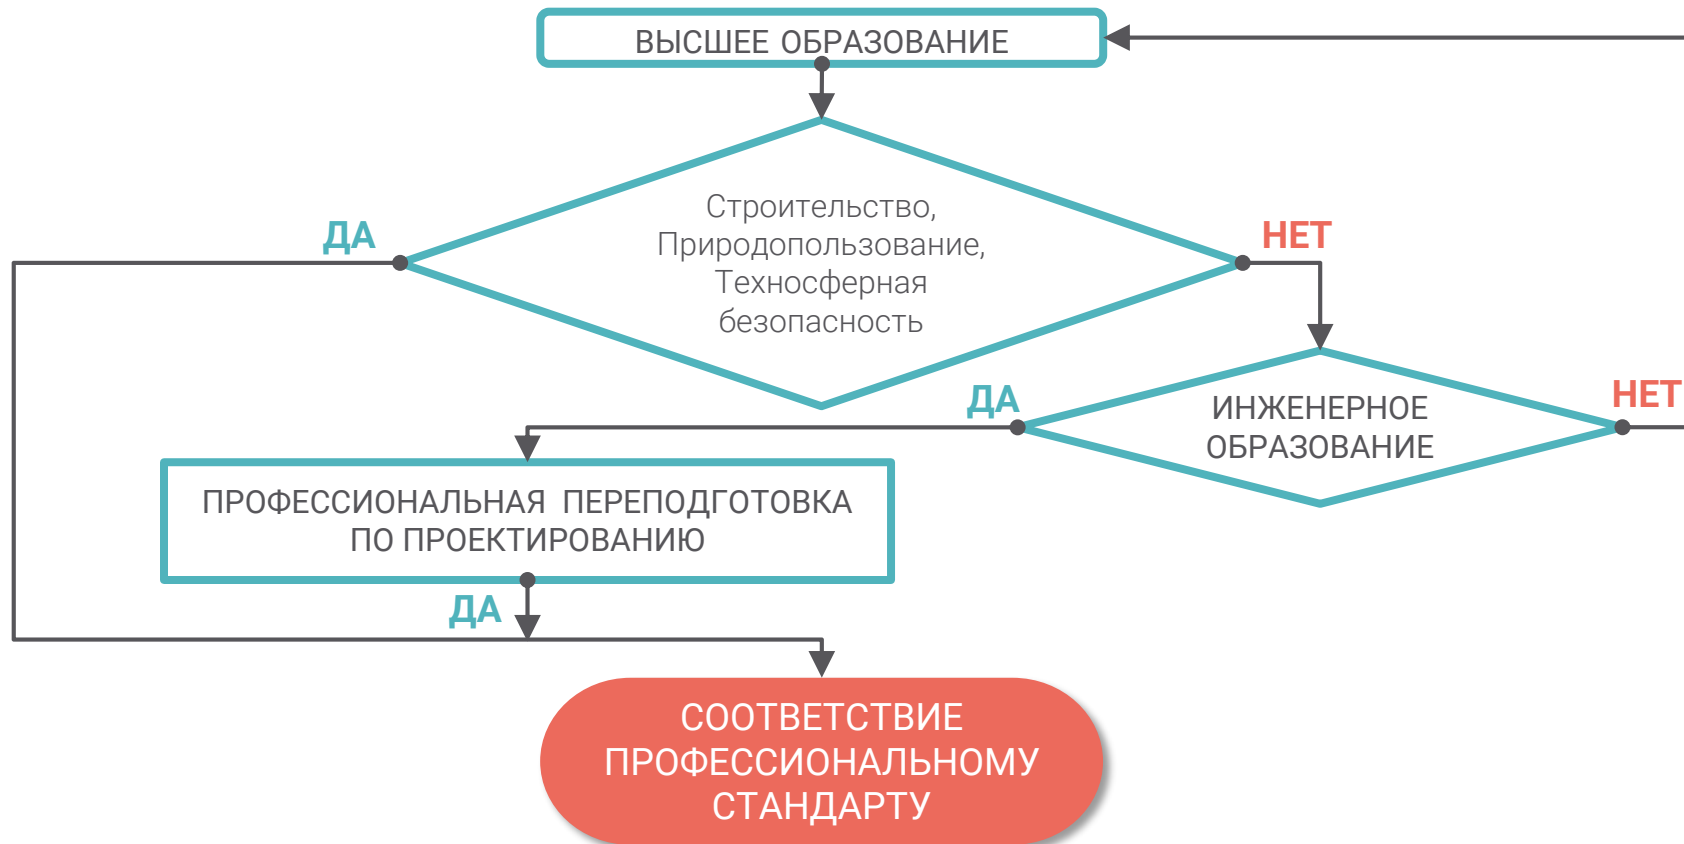 ВЫСШЕЕ ОБРАЗОВАНИЕ
Строительство,
Природопользование,
Техносферная
безопасность
ДА
НЕТ
ИНЖЕНЕРНОЕ
ОБРАЗОВАНИЕ
ДА
НЕТ
ПРОФЕССИОНАЛЬНАЯ ПЕРЕПОДГОТОВКА
ПО ПРОЕКТИРОВАНИЮ
ДА
СООТВЕТСТВИЕ
ПРОФЕССИОНАЛЬНОМУ
СТАНДАРТУ